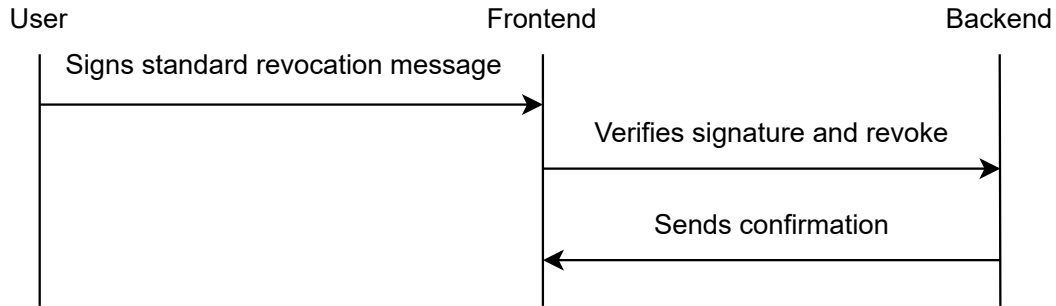 User
Frontend
Backend
Signs standard revocation message
Verifies signature and revoke
Sends confirmation